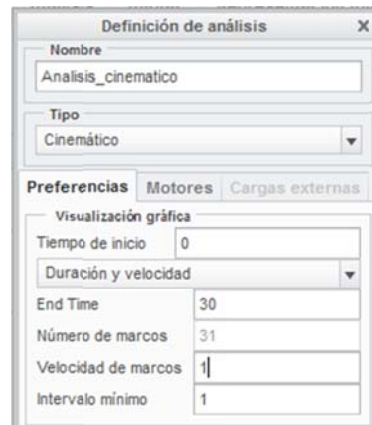 Definición de análisis X
Nombre
Analisis_cinematico
Tipo
Cinemático
Preferencias Motores Cargas externas
Visualización gráfica
Tiempo de inicio 0
Duración y velocidad
End Time 30
Número de marcos 31
Velocidad de marcos 1
Intervalo mínimo 1